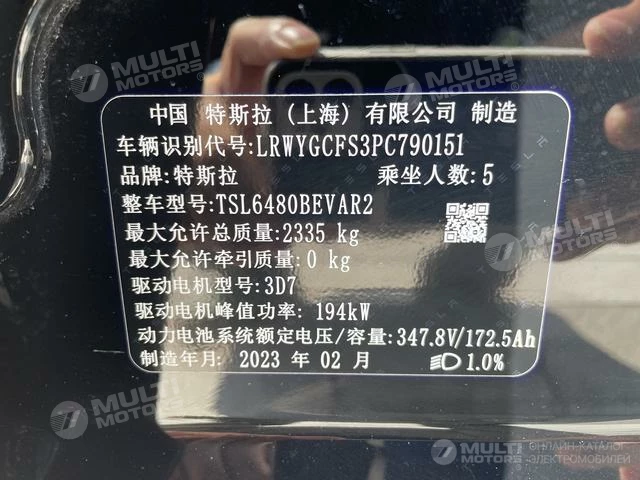 中国 特斯拉 (上海) 有限公司 制造
车辆识别代号:LRWYGCFS3PC790151
品牌:特斯拉 乘坐人数:5
整车型号:TSL6480BEVAR2
最大允许总质量:2335 kg
最大允许牵引质量:0 kg
驱动电机型号:3D7
驱动电机峰值功率: 194kW
动力电池系统额定电压/容量:347.8V/172.5Ah
制造年月: 2023 年 02 月 1.0%
MULTI MOTORS
MULTI MOTORS
MULTI MOTORS
MULTI MOTORS
MULTI MOTORS ОНЛАЙН-КАТАЛОГ ЭЛЕКТРОМОБИЛЕЙ